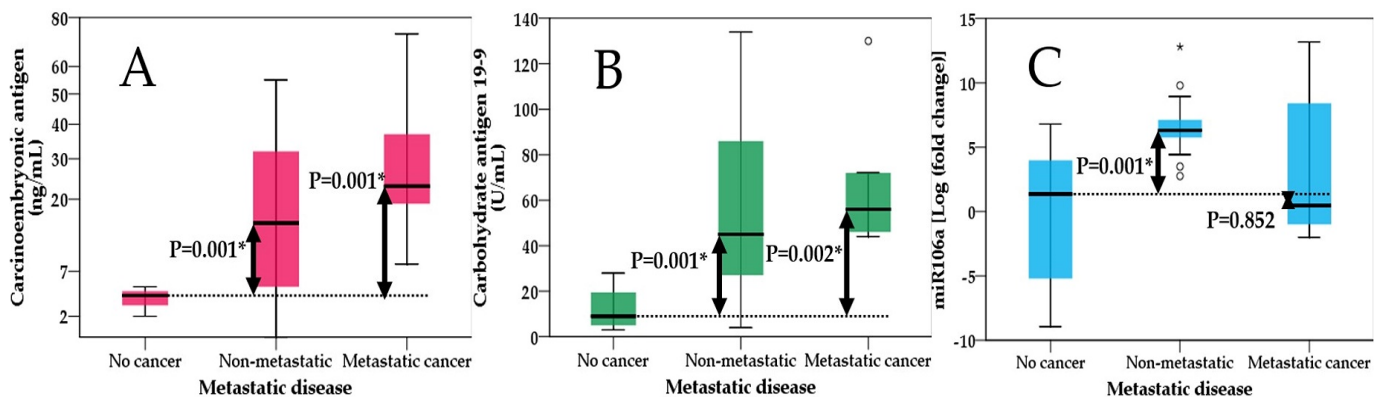 A
Carcinoembryonic antigen
(ng/mL)
80
60
50
40
30
20
7
2
P=0.001*
P=0.001*
No cancer
Non-metastatic
Metastatic cancer
Metastatic disease
B
Carbohydrate antigen 19-9
(U/mL)
140
120
100
80
60
40
20
0
P=0.001*
P=0.002*
No cancer
Non-metastatic
Metastatic cancer
Metastatic disease
C
miR106a [Log (fold change)]
15
10
5
0
-5
-10
P=0.001*
P=0.852
No cancer
Non-metastatic
Metastatic cancer
Metastatic disease